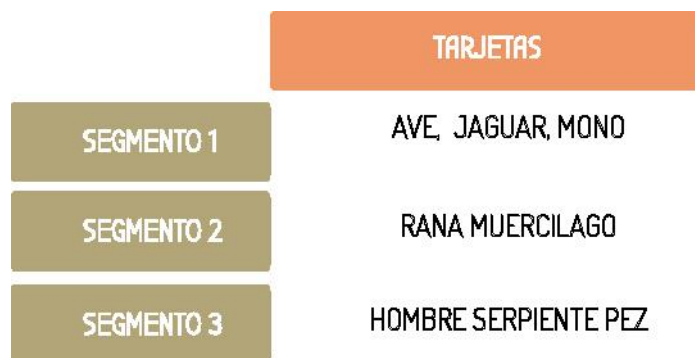 TARJETAS
SEGMENTO 1
AVE, JAGUAR, MONO
SEGMENTO 2
RANA MUERCILAGO
SEGMENTO 3
HOMBRE SERPIENTE PEZ